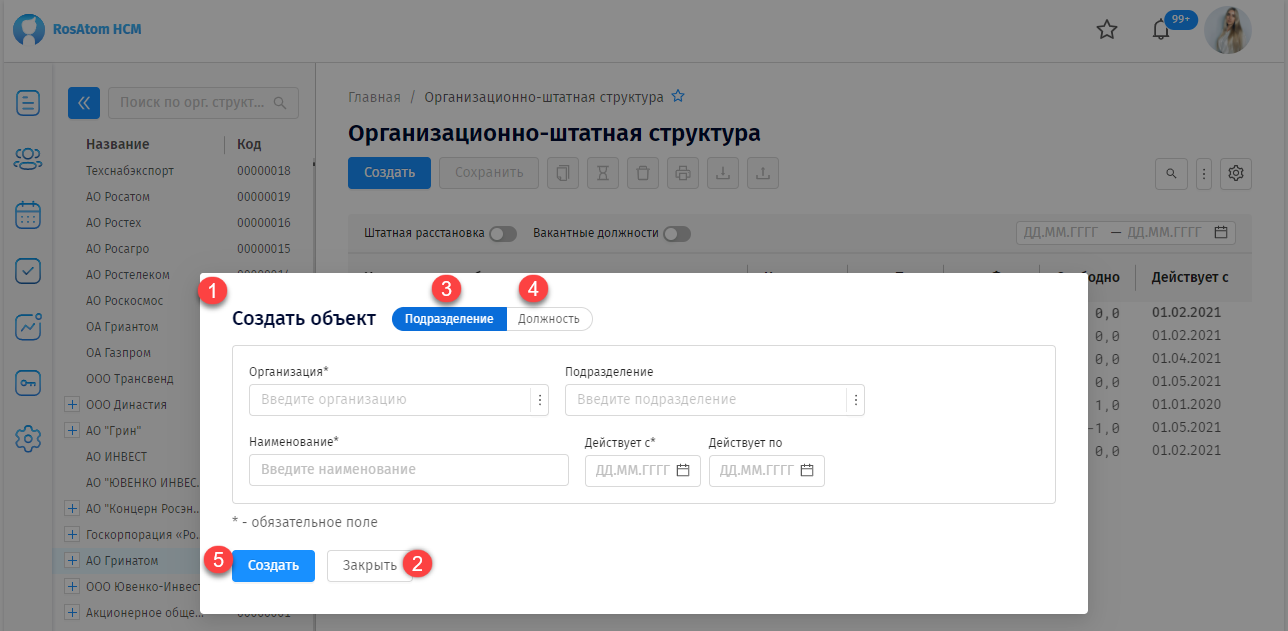 RosAtom HCM
99+
Поиск по орг. структ...
Название Код
Техснабэкспорт 00000018
АО Росатом 00000019
АО Ростех 00000016
АО Росагро 00000015
АО Ростелеком
АО Роскосмос
ОА Гриантом
ОА Газпром
ООО Трансвенд
ООО Династия
АО "Грин"
АО ИНВЕСТ
АО "ЮВЕНКО ИНВЕС...
АО "Концерн Росэн...
Госкорпорация «Ро...
АО Гринатом
ООО Ювенко-Инвест
Акционерное обще...
Главная / Организационно-штатная структура
Организационно-штатная структура
Создать Сохранить
Штатная расстановка Вакантные должности ДД.ММ.ГГГГ — ДД.ММ.ГГГГ
Действует с
0,0 01.02.2021
0,0 01.02.2021
0,0 01.04.2021
0,0 01.05.2021
1,0 01.01.2020
-1,0 01.05.2021
0,0 01.02.2021
1
3
4
Создать объект Подразделение Должность
Организация* Подразделение
Введите организацию Введите подразделение
Наименование* Действует с* Действует по
Введите наименование ДД.ММ.ГГГГ ДД.ММ.ГГГГ
* - обязательное поле
5 Создать Закрыть 2